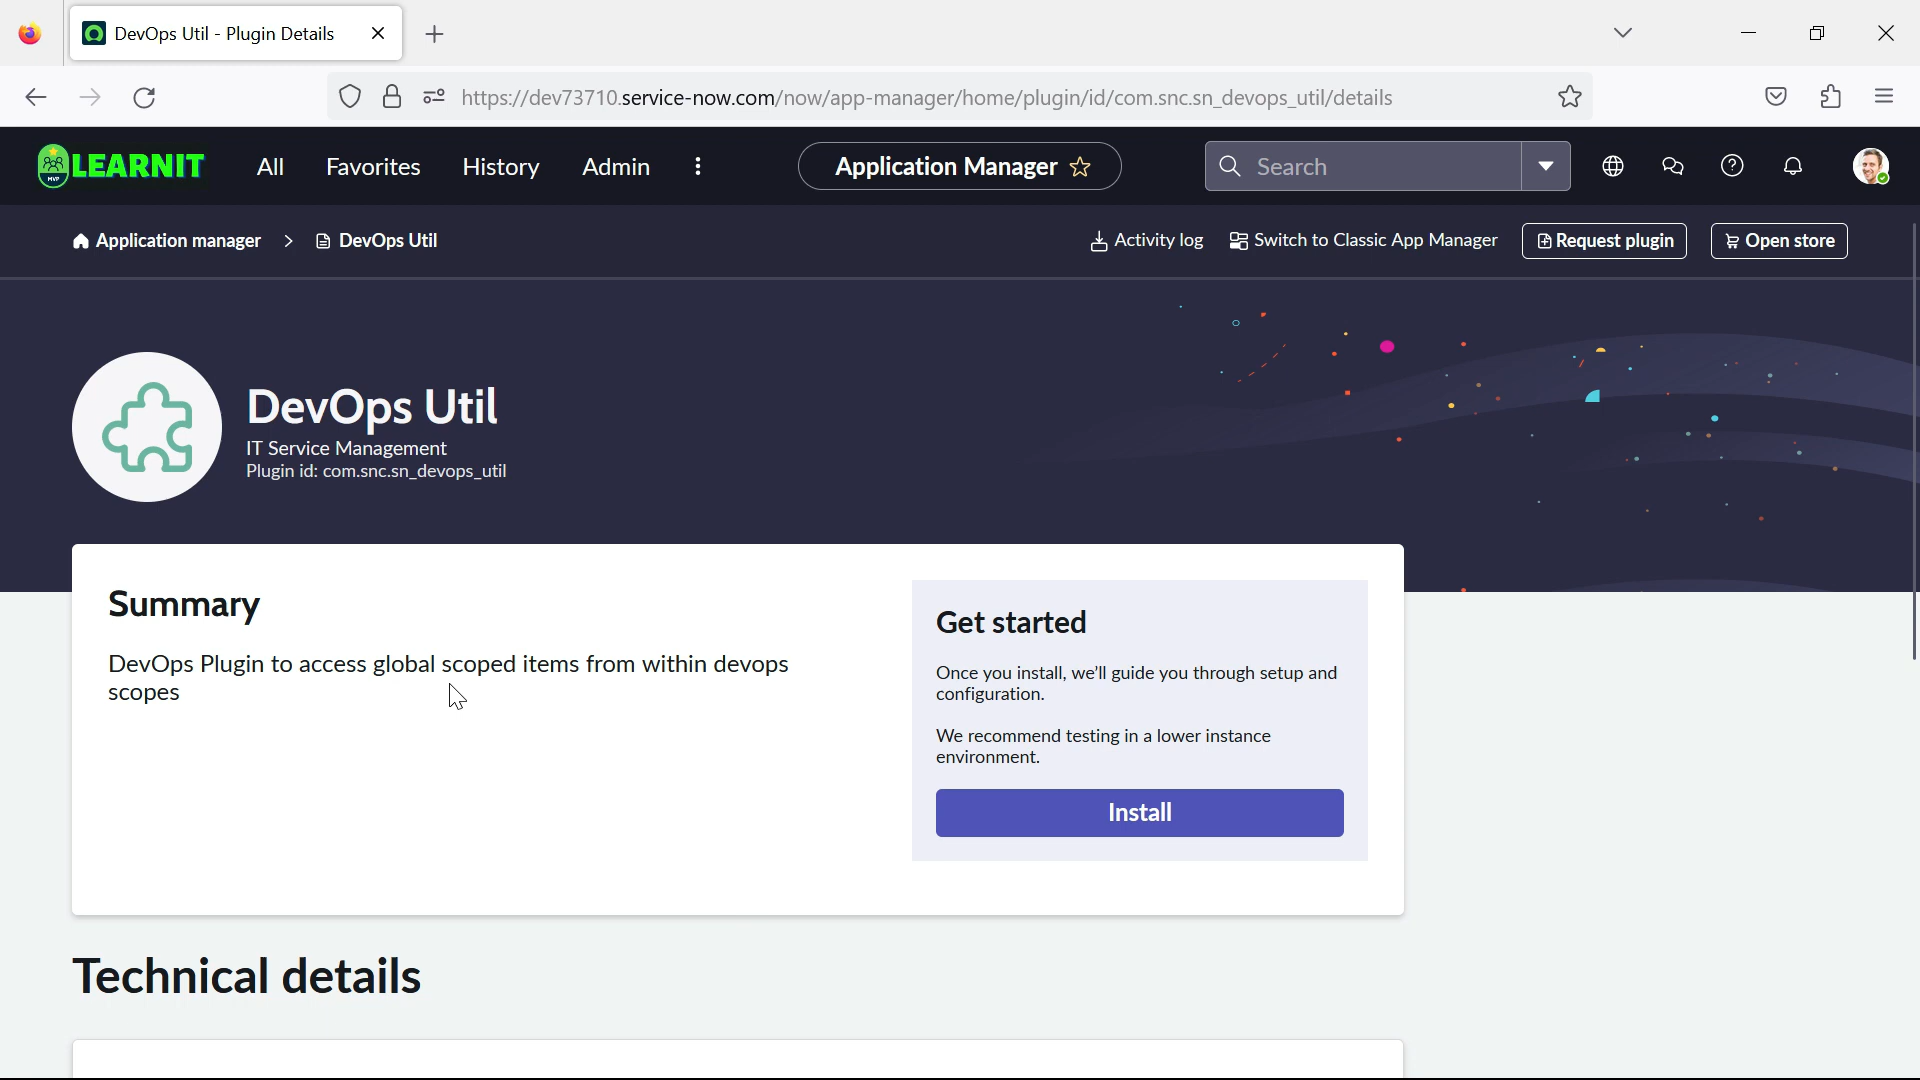 DevOps Util - Plugin Details
https://dev73710.service-now.com/now/app-manager/home/plugin/id/com.snc.sn_devops_util/details
MVP LEARNIT All Favorites History Admin Application Manager Search
Application manager > DevOps Util Activity log Switch to Classic App Manager Request plugin Open store
DevOps Util
IT Service Management
Plugin id: com.snc.sn_devops_util
Summary
DevOps Plugin to access global scoped items from within devops
scopes
Get started
Once you install, we'll guide you through setup and
configuration.
We recommend testing in a lower instance
environment.
Install
Technical details